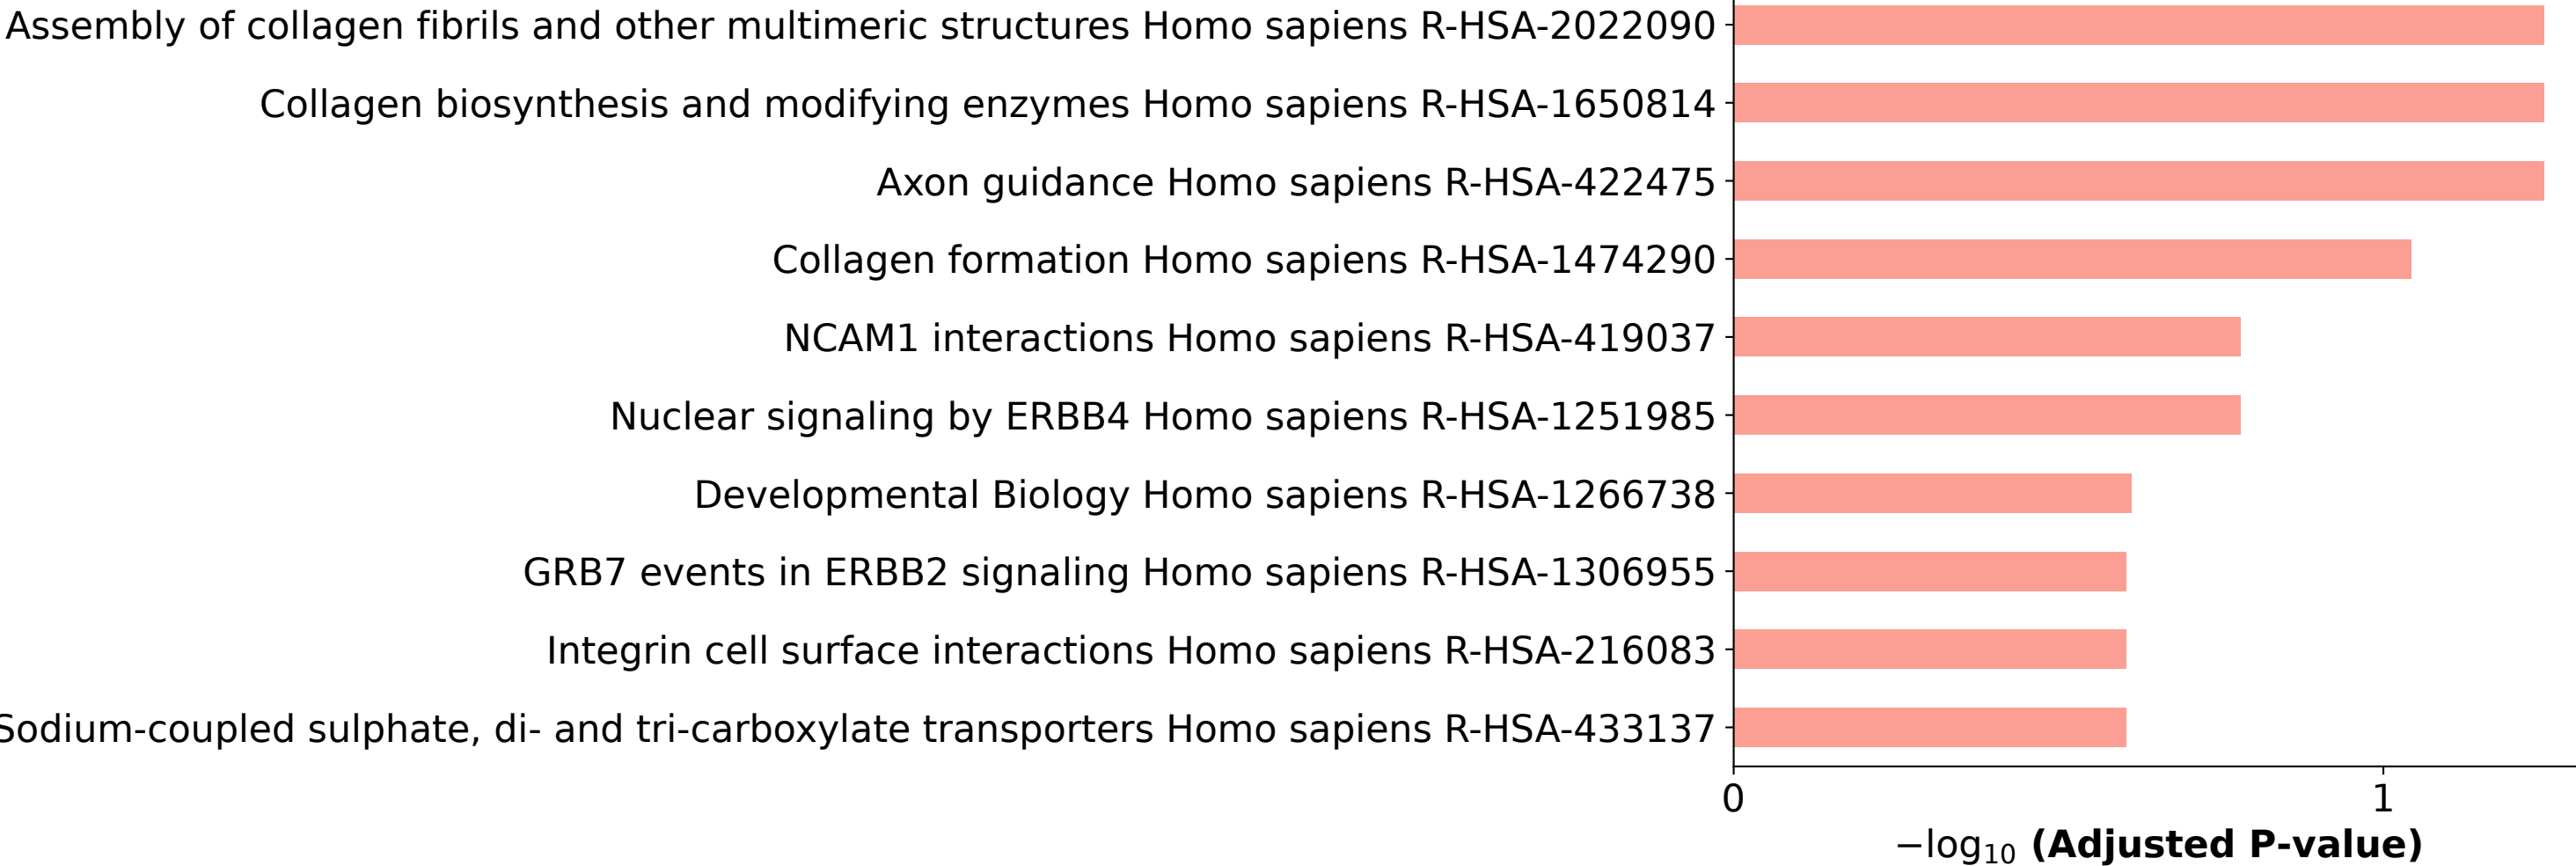 Assembly of collagen fibrils and other multimeric structures Homo sapiens R-HSA-2022090
Collagen biosynthesis and modifying enzymes Homo sapiens R-HSA-1650814
Axon guidance Homo sapiens R-HSA-422475
Collagen formation Homo sapiens R-HSA-1474290
NCAM1 interactions Homo sapiens R-HSA-419037
Nuclear signaling by ERBB4 Homo sapiens R-HSA-1251985
Developmental Biology Homo sapiens R-HSA-1266738
GRB7 events in ERBB2 signaling Homo sapiens R-HSA-1306955
Integrin cell surface interactions Homo sapiens R-HSA-216083
Sodium-coupled sulphate, di- and tri-carboxylate transporters Homo sapiens R-HSA-433137
0 1
−log₁₀ (Adjusted P-value)